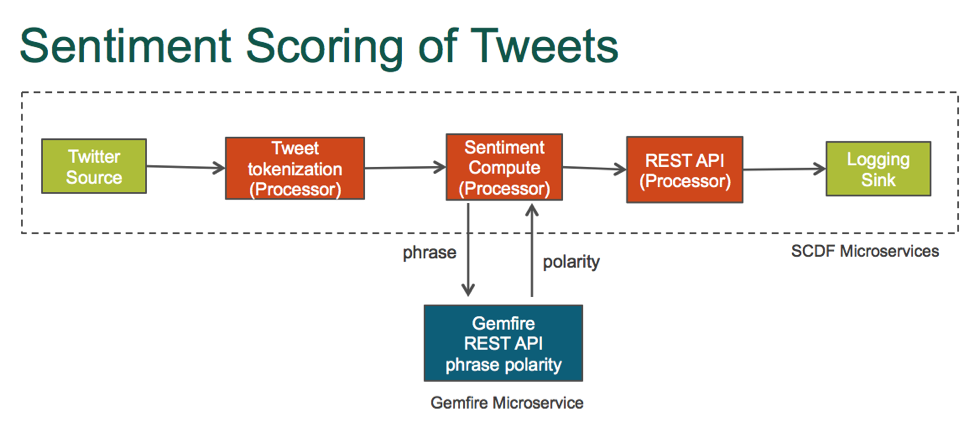 Sentiment Scoring of Tweets
Twitter
Source
Tweet
tokenization
(Processor)
Sentiment
Compute
(Processor)
REST API
(Processor)
Logging
Sink
SCDF Microservices
phrase
polarity
Gemfire
REST API
phrase polarity
Gemfire Microservice